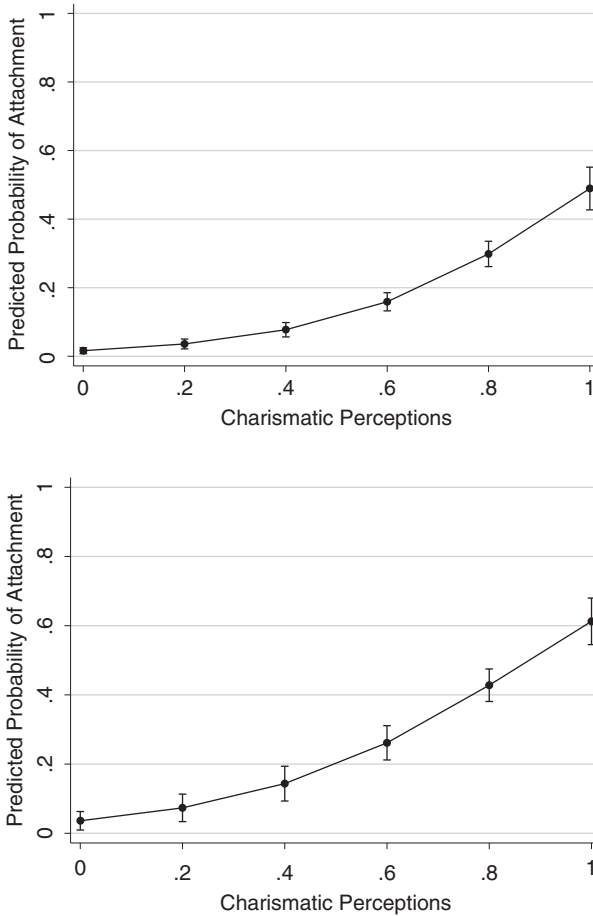 Predicted Probability of Attachment
1
.8
.6
.4
.2
0
0 .2 .4 .6 .8 1
Charismatic Perceptions
Predicted Probability of Attachment
1
.8
.6
.4
.2
0
0 .2 .4 .6 .8 1
Charismatic Perceptions